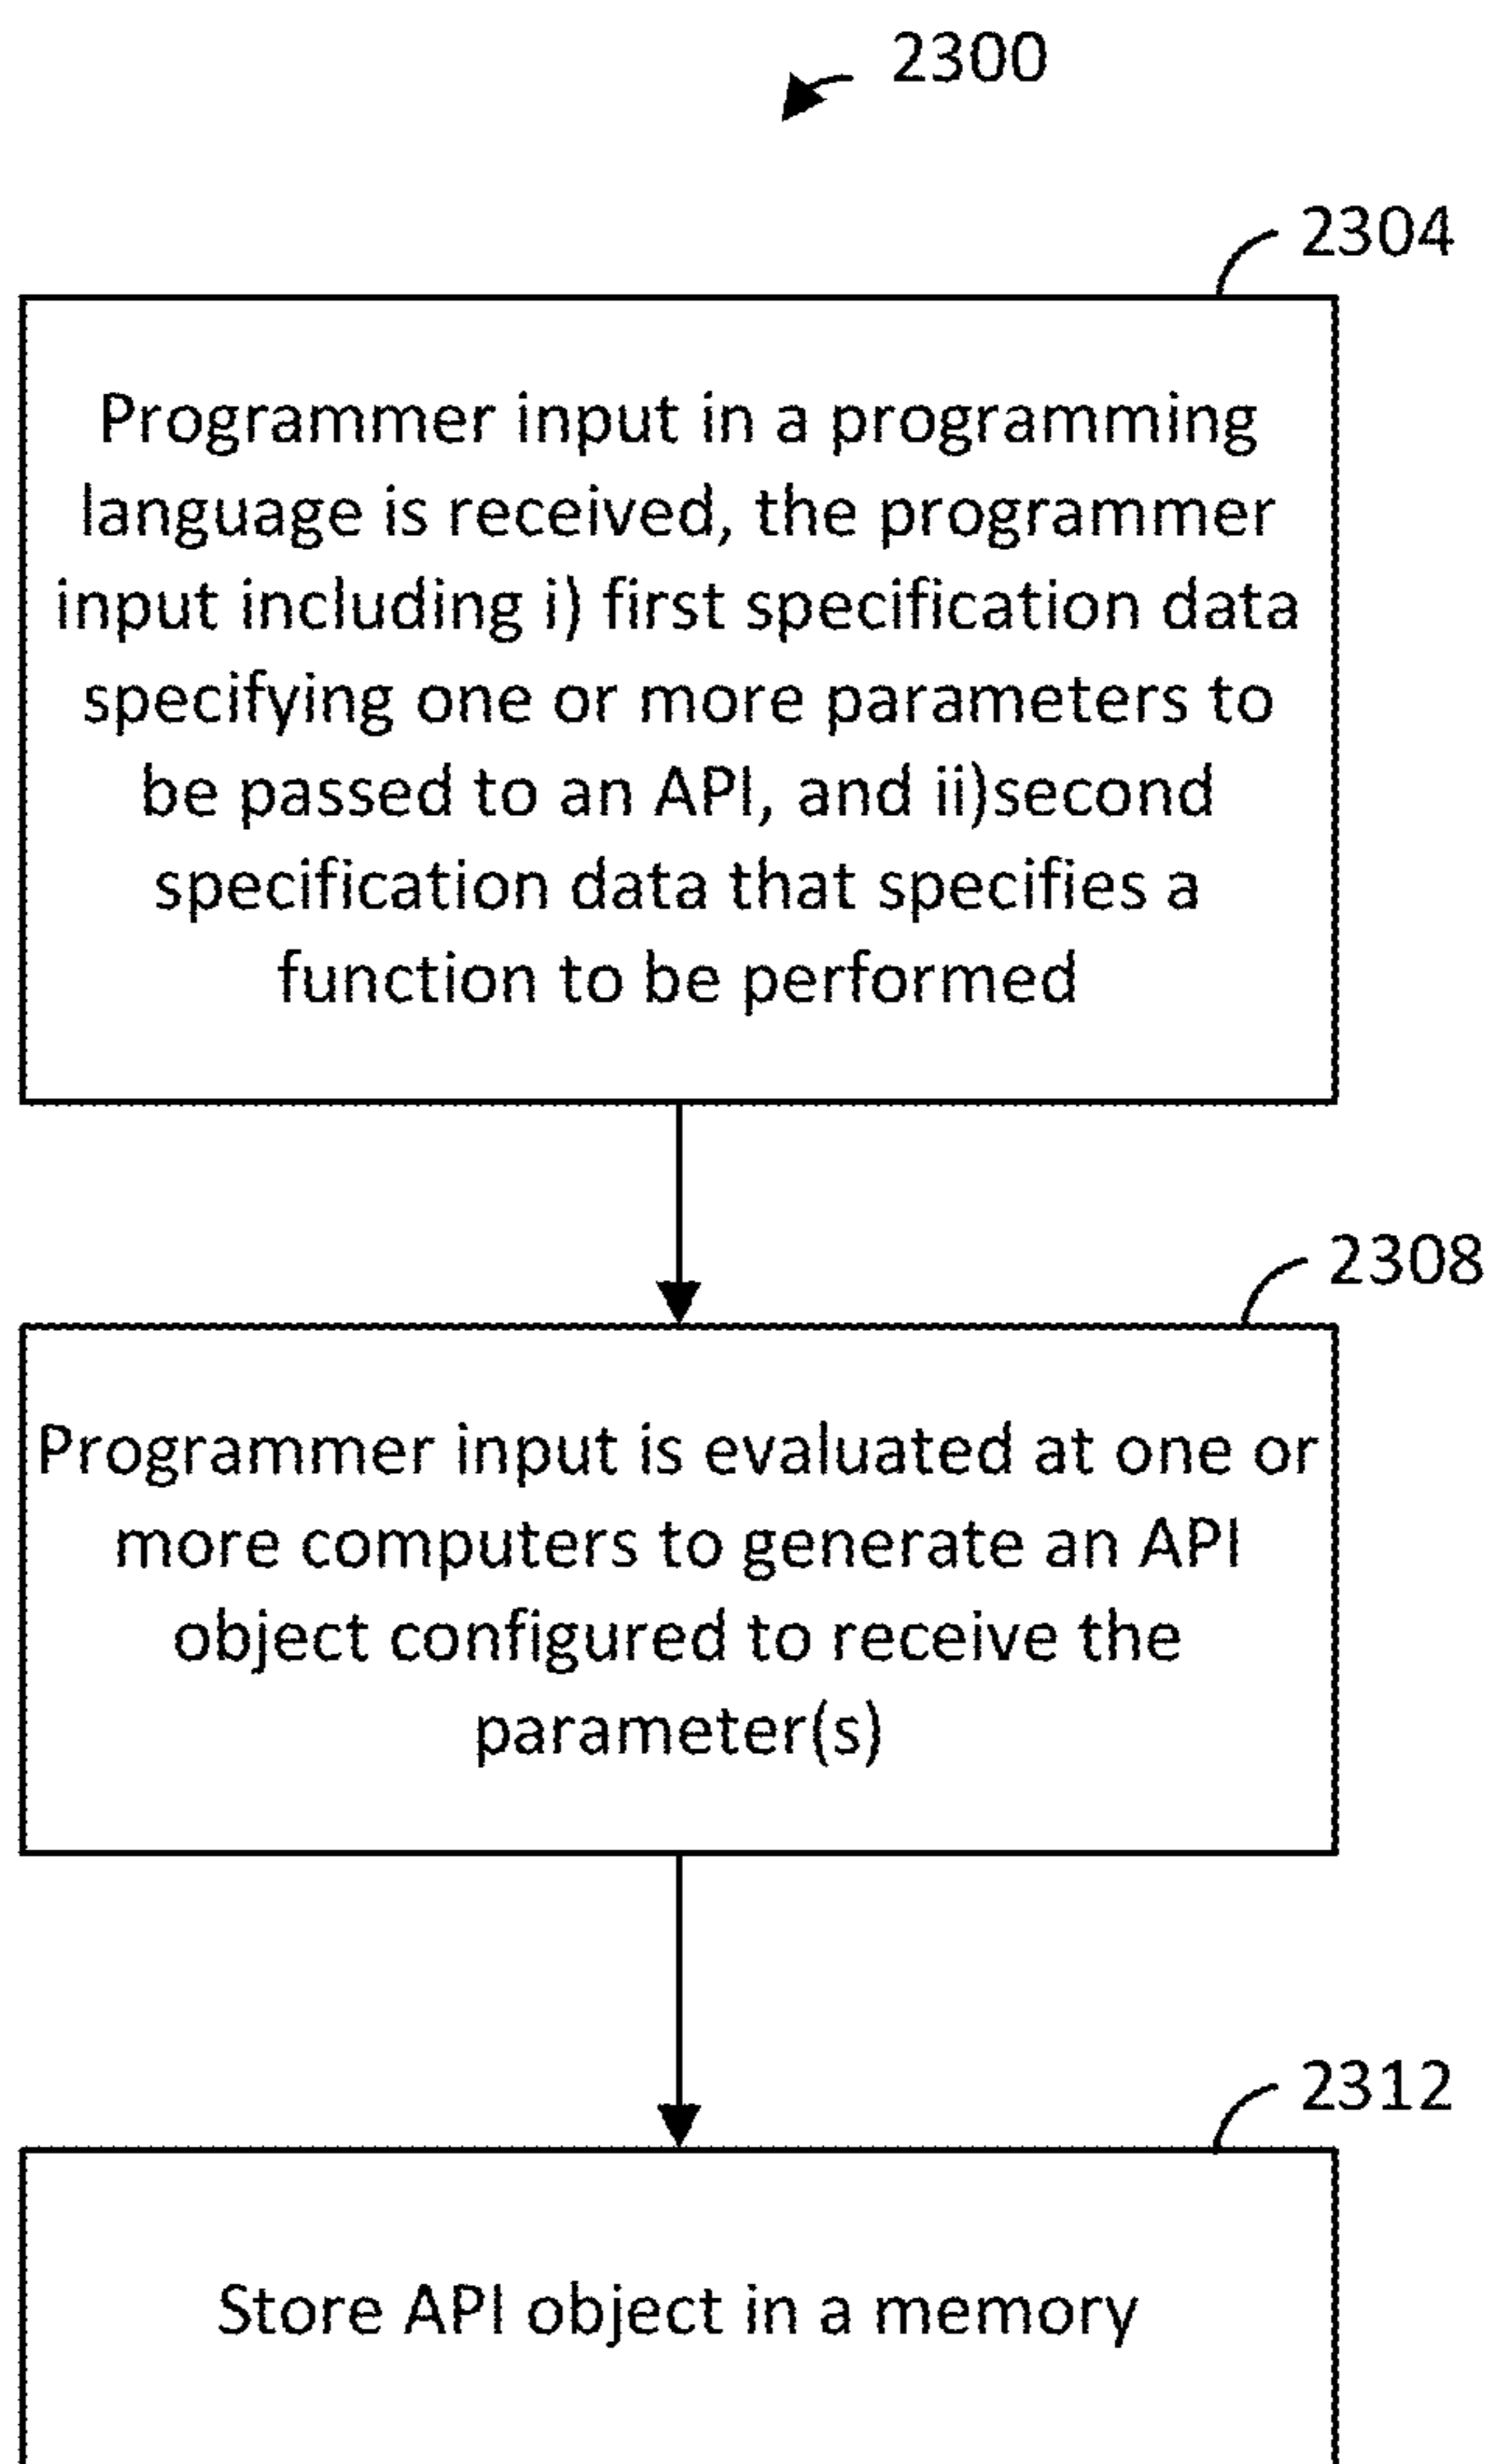 2300
2304
Programmer input in a programming
language is received, the programmer
input including i) first specification data
specifying one or more parameters to
be passed to an API, and ii)second
specification data that specifies a
function to be performed
2308
Programmer input is evaluated at one or
more computers to generate an API
object configured to receive the
parameter(s)
2312
Store API object in a memory